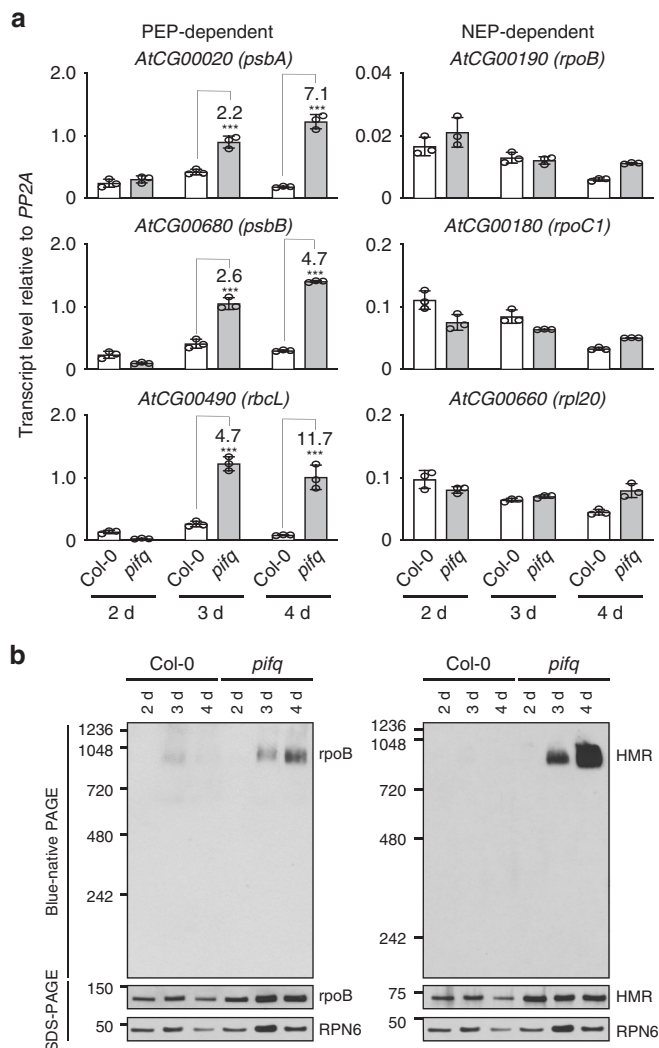 a
PEP-dependent
NEP-dependent
Transcript level relative to PP2A
AtCG00020 (psbA)
2.0
1.0
0
2.2
***
7.1
***
AtCG00190 (rpoB)
0.04
0.02
0
AtCG00680 (psbB)
2.0
1.0
0
2.6
***
4.7
***
AtCG00180 (rpoC1)
0.2
0.1
0
AtCG00490 (rbcL)
2.0
1.0
0
4.7
***
11.7
***
AtCG00660 (rpl20)
0.2
0.1
0
Col-0 pifq Col-0 pifq Col-0 pifq
2 d 3 d 4 d
Col-0 pifq Col-0 pifq Col-0 pifq
2 d 3 d 4 d
b
Col-0 pifq
2 d 3 d 4 d 2 d 3 d 4 d
Blue-native PAGE
1236
1048
720
480
242
rpoB
Col-0 pifq
2 d 3 d 4 d 2 d 3 d 4 d
1236
1048
720
480
242
HMR
SDS-PAGE
150
rpoB
50
RPN6
75
HMR
50
RPN6